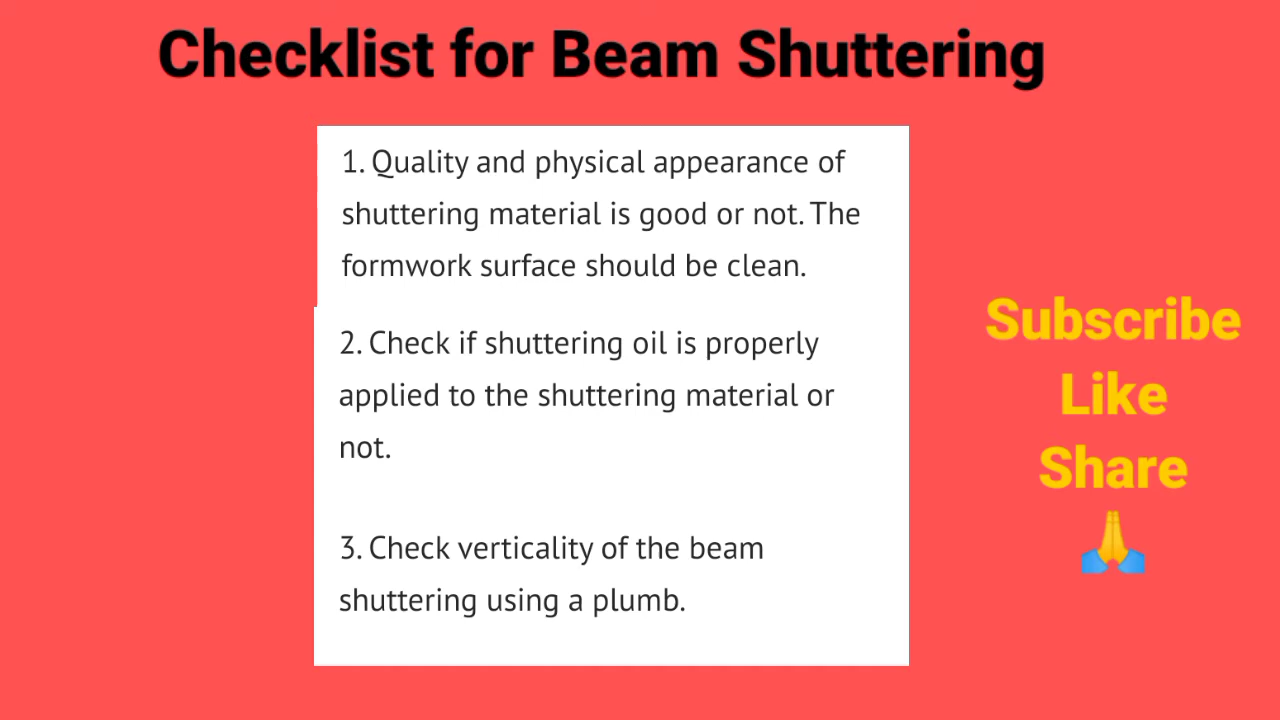 Checklist for Beam Shuttering
1. Quality and physical appearance of
shuttering material is good or not. The
formwork surface should be clean.
2. Check if shuttering oil is properly
applied to the shuttering material or
not.
3. Check verticality of the beam
shuttering using a plumb.
Subscribe
Like
Share